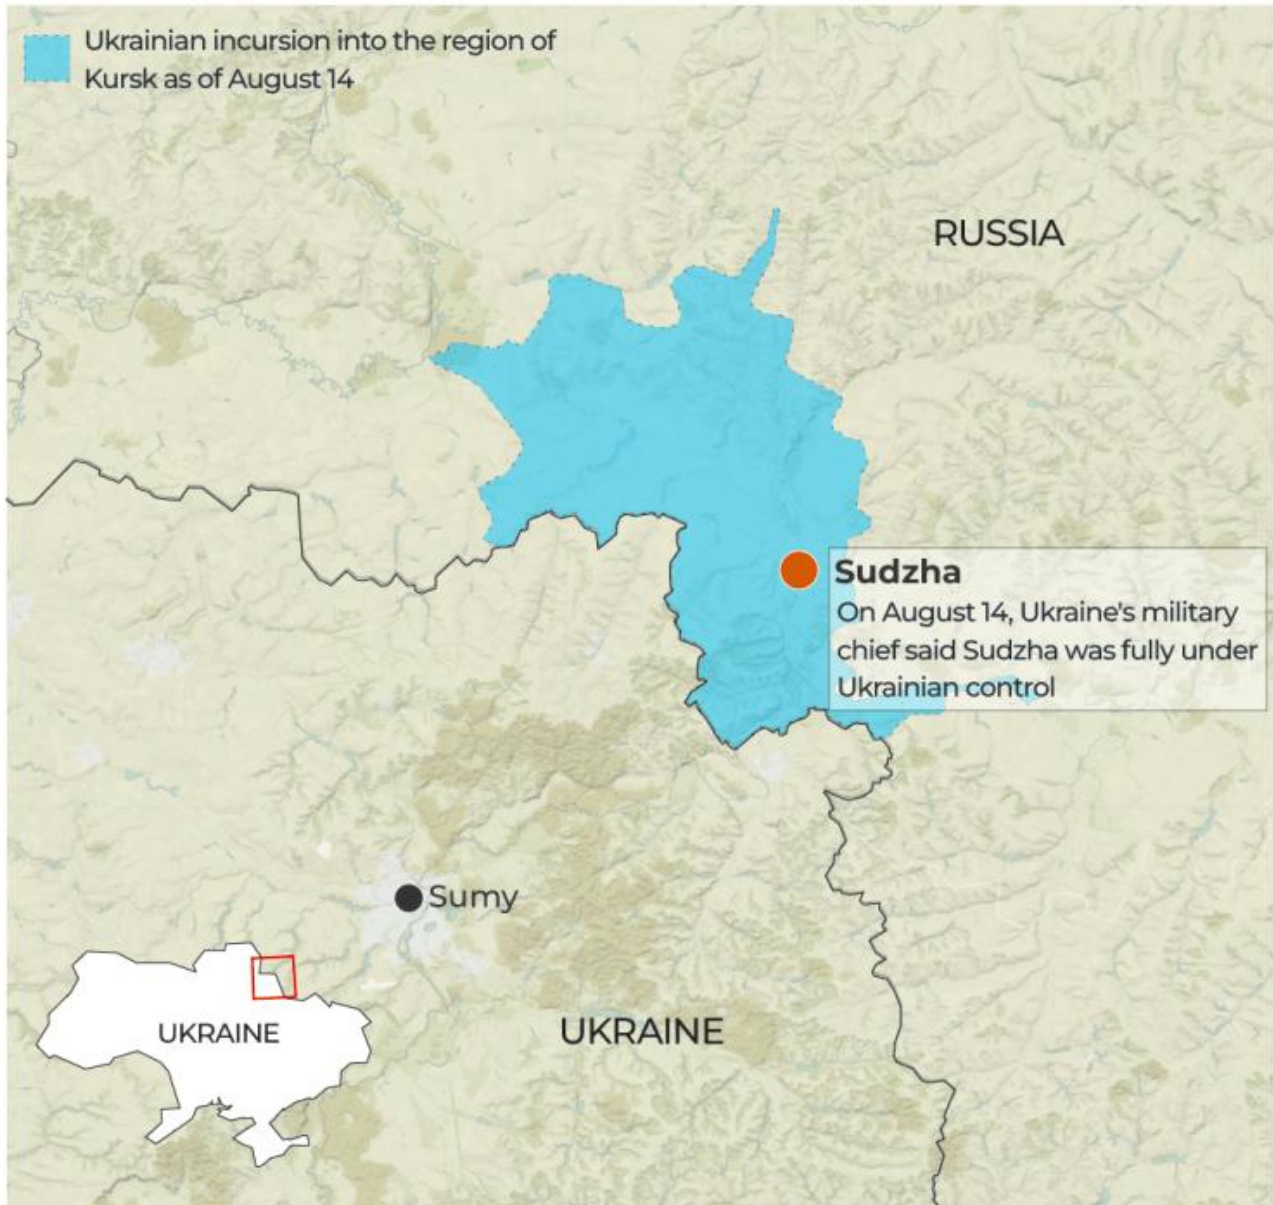 Ukrainian incursion into the region of
Kursk as of August 14
RUSSIA
Sudzha
On August 14, Ukraine's military
chief said Sudzha was fully under
Ukrainian control
Sumy
UKRAINE
UKRAINE